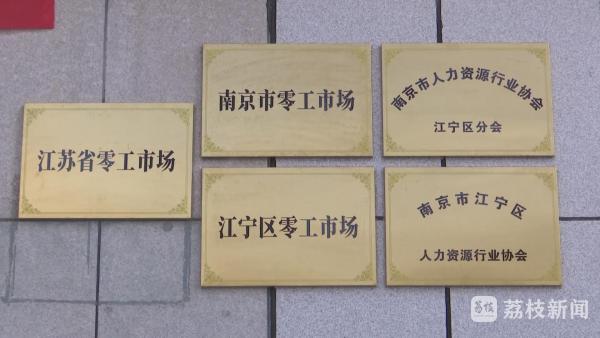 江苏省零工市场
南京市零工市场
江宁区零工市场
南京市人力资源行业协会
江宁区分会
南京市江宁区
人力资源行业协会
荔枝
荔枝新闻